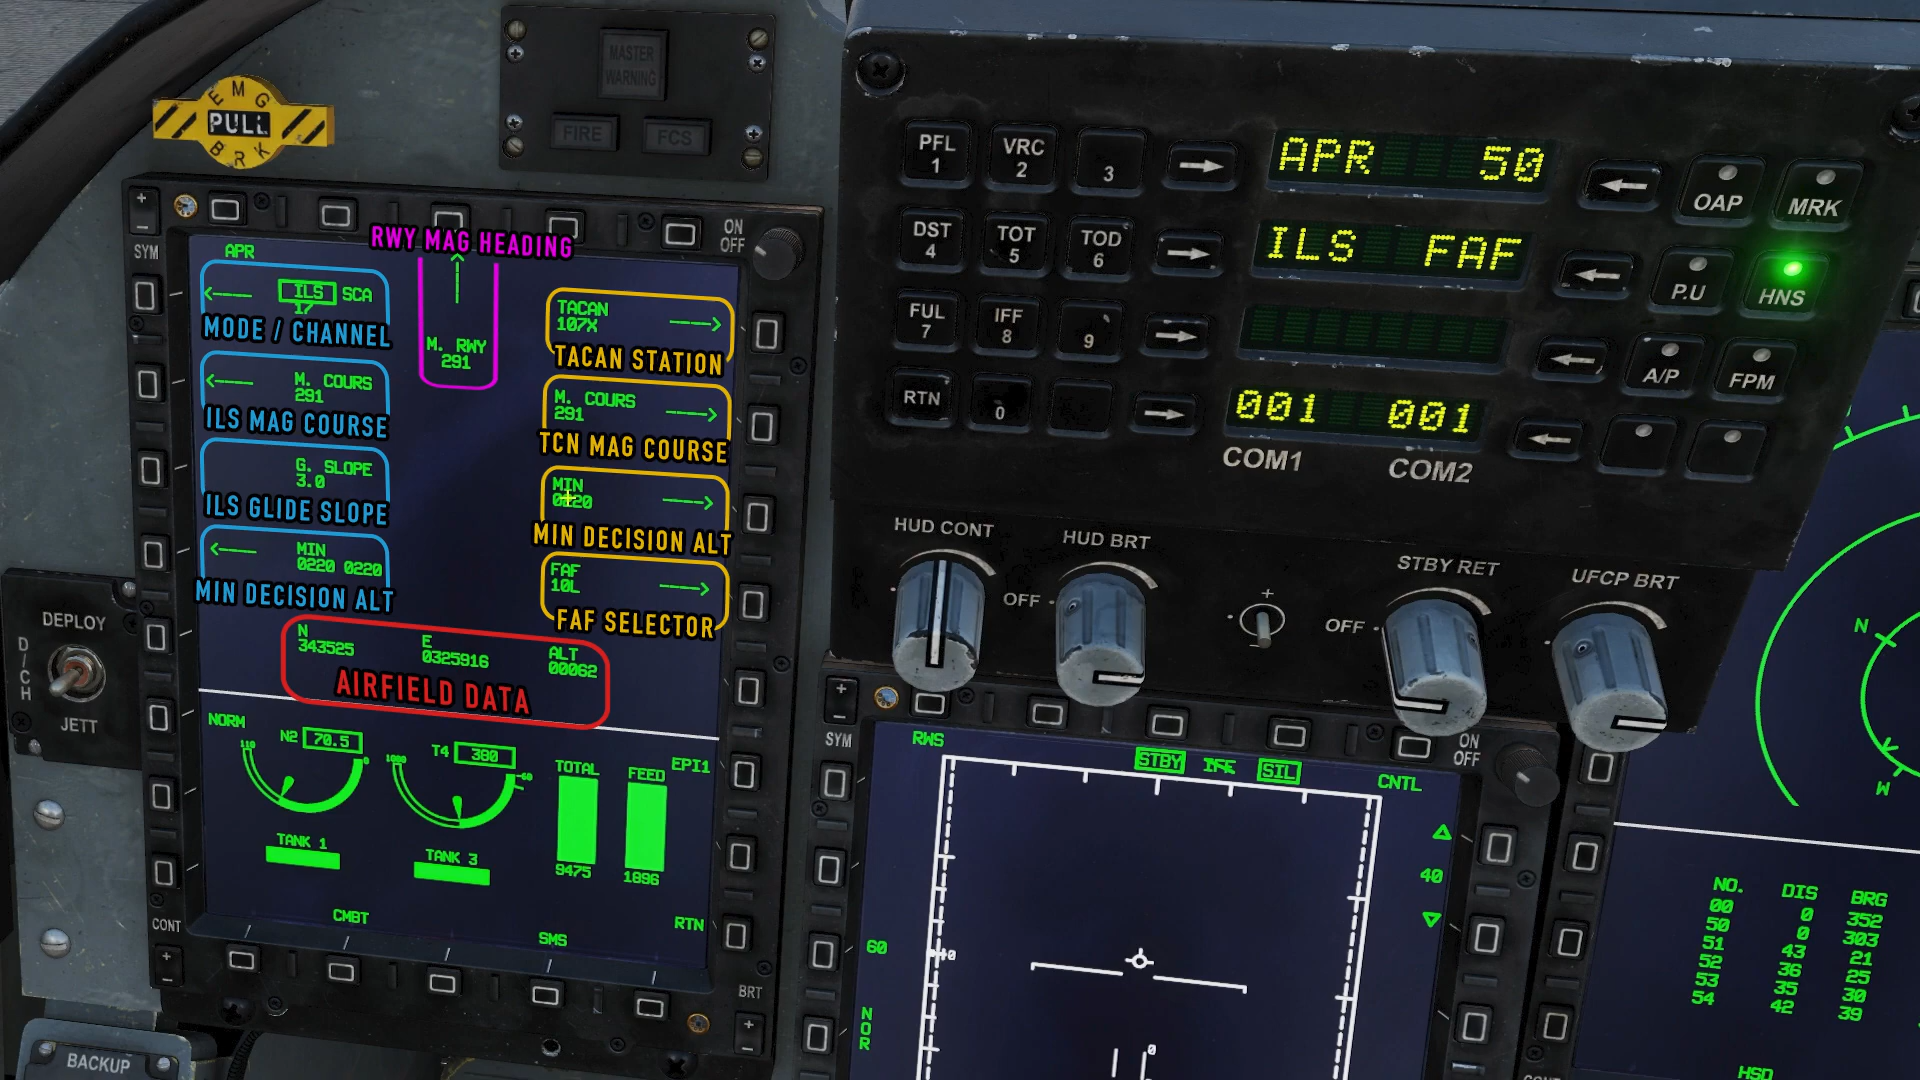 EMG
PULL
BRK
MASTER
WARNING
FIRE
FCS
SYM
ON
OFF
APR
RWY MAG HEADING
ILS SCA
17
MODE / CHANNEL
M. RWY
291
TACAN
107X
TACAN STATION
M. COURS
291
ILS MAG COURSE
M. COURS
291
TCN MAG COURSE
G. SLOPE
3.0
ILS GLIDE SLOPE
MIN
0220
MIN DECISION ALT
MIN
0220 0220
MIN DECISION ALT
FAF
10L
FAF SELECTOR
N
343525
E
0325916
ALT
00062
AIRFIELD DATA
NORM
N2 70.5
110
0
T4 380
1000
TOTAL
9475
FEED
1896
EPI1
TANK 1
TANK 3
CMBT
SMS
RTN
CONT
BRT
DEPLOY
D/CH
JETT
BACKUP
PFL
1
VRC
2
3
APR 50
OAP
MRK
DST
4
TOT
5
TOD
6
ILS FAF
P.U
HNS
FUL
7
IFF
8
9
A/P
FPM
RTN
0
001 001
COM1 COM2
HUD CONT
HUD BRT
OFF
+
STBY RET
OFF
UFCP BRT
SYM
ON
OFF
RWS
STBY
SIL
CNTL
40
60
NOR
0
N
W
NO. DIS BRG
00 0 352
50 0 303
51 43 21
52 36 25
53 35 30
54 42 39
HSD